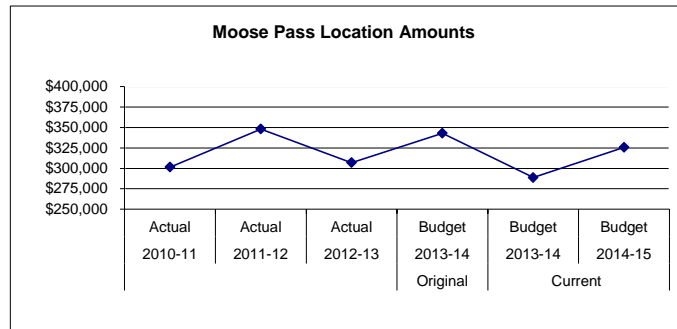 Moose Pass Location Amounts
$400,000
$375,000
$350,000
$325,000
$300,000
$275,000
$250,000
Actual Actual Actual Budget Budget Budget
2010-11 2011-12 2012-13 2013-14 2013-14 2014-15
Original Current